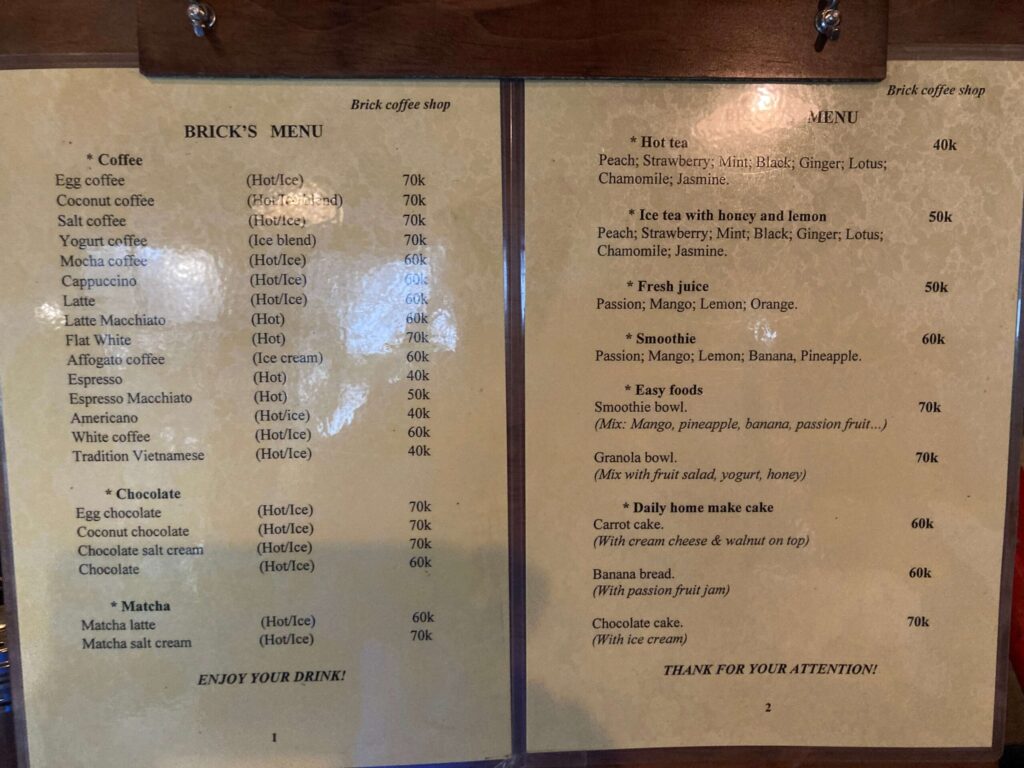 Brick coffee shop
BRICK'S MENU
* Coffee
Egg coffee (Hot/Ice) 70k
Coconut coffee (Hot/Ice blend) 70k
Salt coffee (Hot/Ice) 70k
Yogurt coffee (Ice blend) 70k
Mocha coffee (Hot/Ice) 60k
Cappuccino (Hot/Ice) 60k
Latte (Hot/Ice) 60k
Latte Macchiato (Hot) 60k
Flat White (Hot) 70k
Affogato coffee (Ice cream) 60k
Espresso (Hot) 40k
Espresso Macchiato (Hot) 50k
Americano (Hot/ice) 40k
White coffee (Hot/Ice) 60k
Tradition Vietnamese (Hot/Ice) 40k
* Chocolate
Egg chocolate (Hot/Ice) 70k
Coconut chocolate (Hot/Ice) 70k
Chocolate salt cream (Hot/Ice) 70k
Chocolate (Hot/Ice) 60k
* Matcha
Matcha latte (Hot/Ice) 60k
Matcha salt cream (Hot/Ice) 70k
ENJOY YOUR DRINK!
1
Brick coffee shop
MENU
* Hot tea 40k
Peach; Strawberry; Mint; Black; Ginger; Lotus;
Chamomile; Jasmine.
* Ice tea with honey and lemon 50k
Peach; Strawberry; Mint; Black; Ginger; Lotus;
Chamomile; Jasmine.
* Fresh juice 50k
Passion; Mango; Lemon; Orange.
* Smoothie 60k
Passion; Mango; Lemon; Banana, Pineapple.
* Easy foods
Smoothie bowl. 70k
(Mix: Mango, pineapple, banana, passion fruit...)
Granola bowl. 70k
(Mix with fruit salad, yogurt, honey)
* Daily home make cake
Carrot cake. 60k
(With cream cheese & walnut on top)
Banana bread. 60k
(With passion fruit jam)
Chocolate cake. 70k
(With ice cream)
THANK FOR YOUR ATTENTION!
2